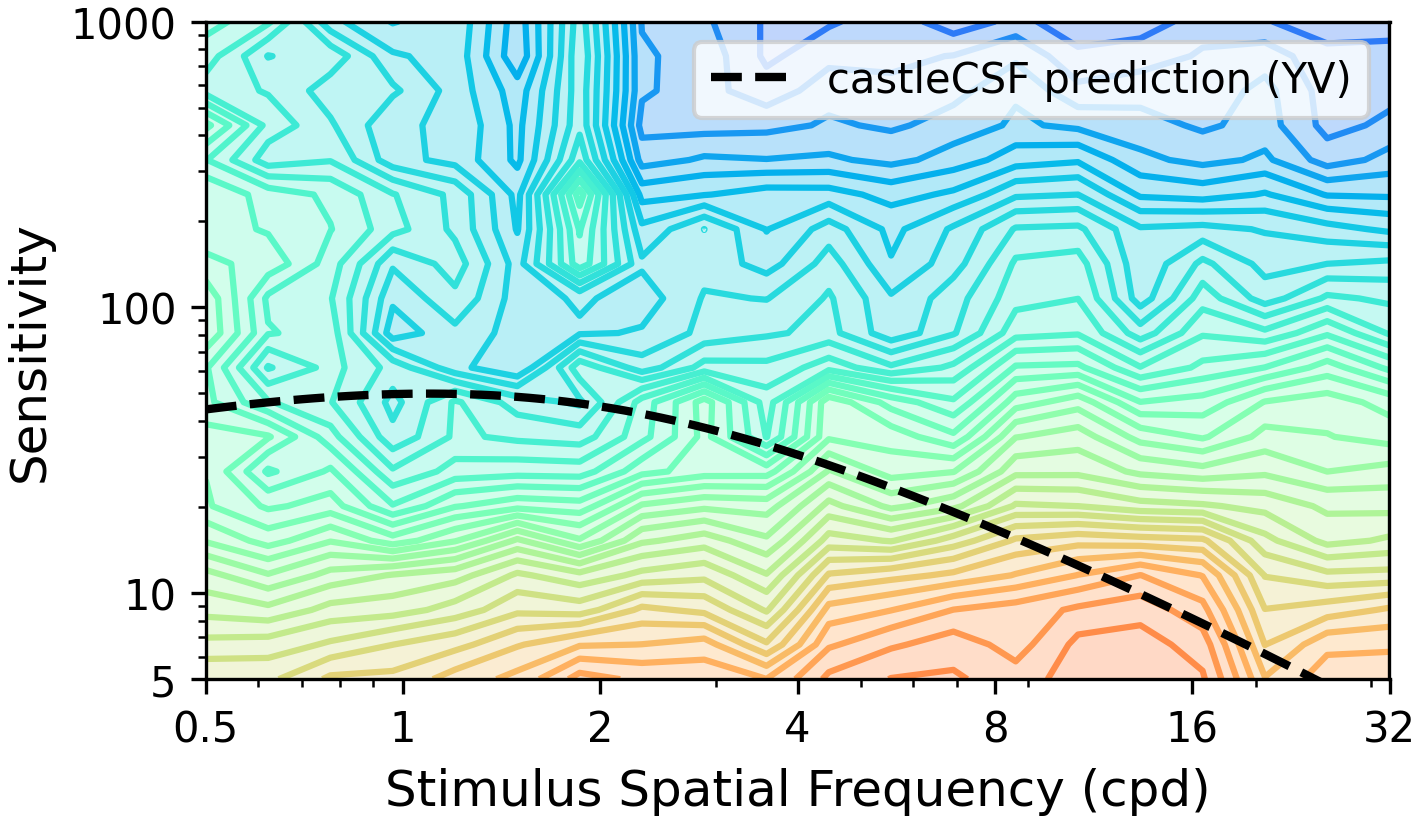 1000
castleCSF prediction (YV)
Sensitivity
100
10
5
0.5 1 2 4 8 16 32
Stimulus Spatial Frequency (cpd)